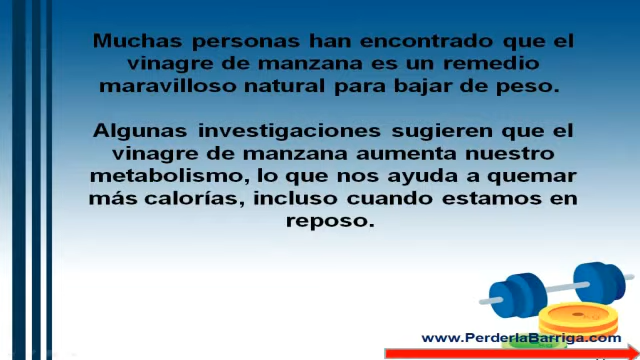 Muchas personas han encontrado que el
vinagre de manzana es un remedio
maravilloso natural para bajar de peso.
Algunas investigaciones sugieren que el
vinagre de manzana aumenta nuestro
metabolismo, lo que nos ayuda a quemar
más calorías, incluso cuando estamos en
reposo.
www.PerderlaBarriga.com